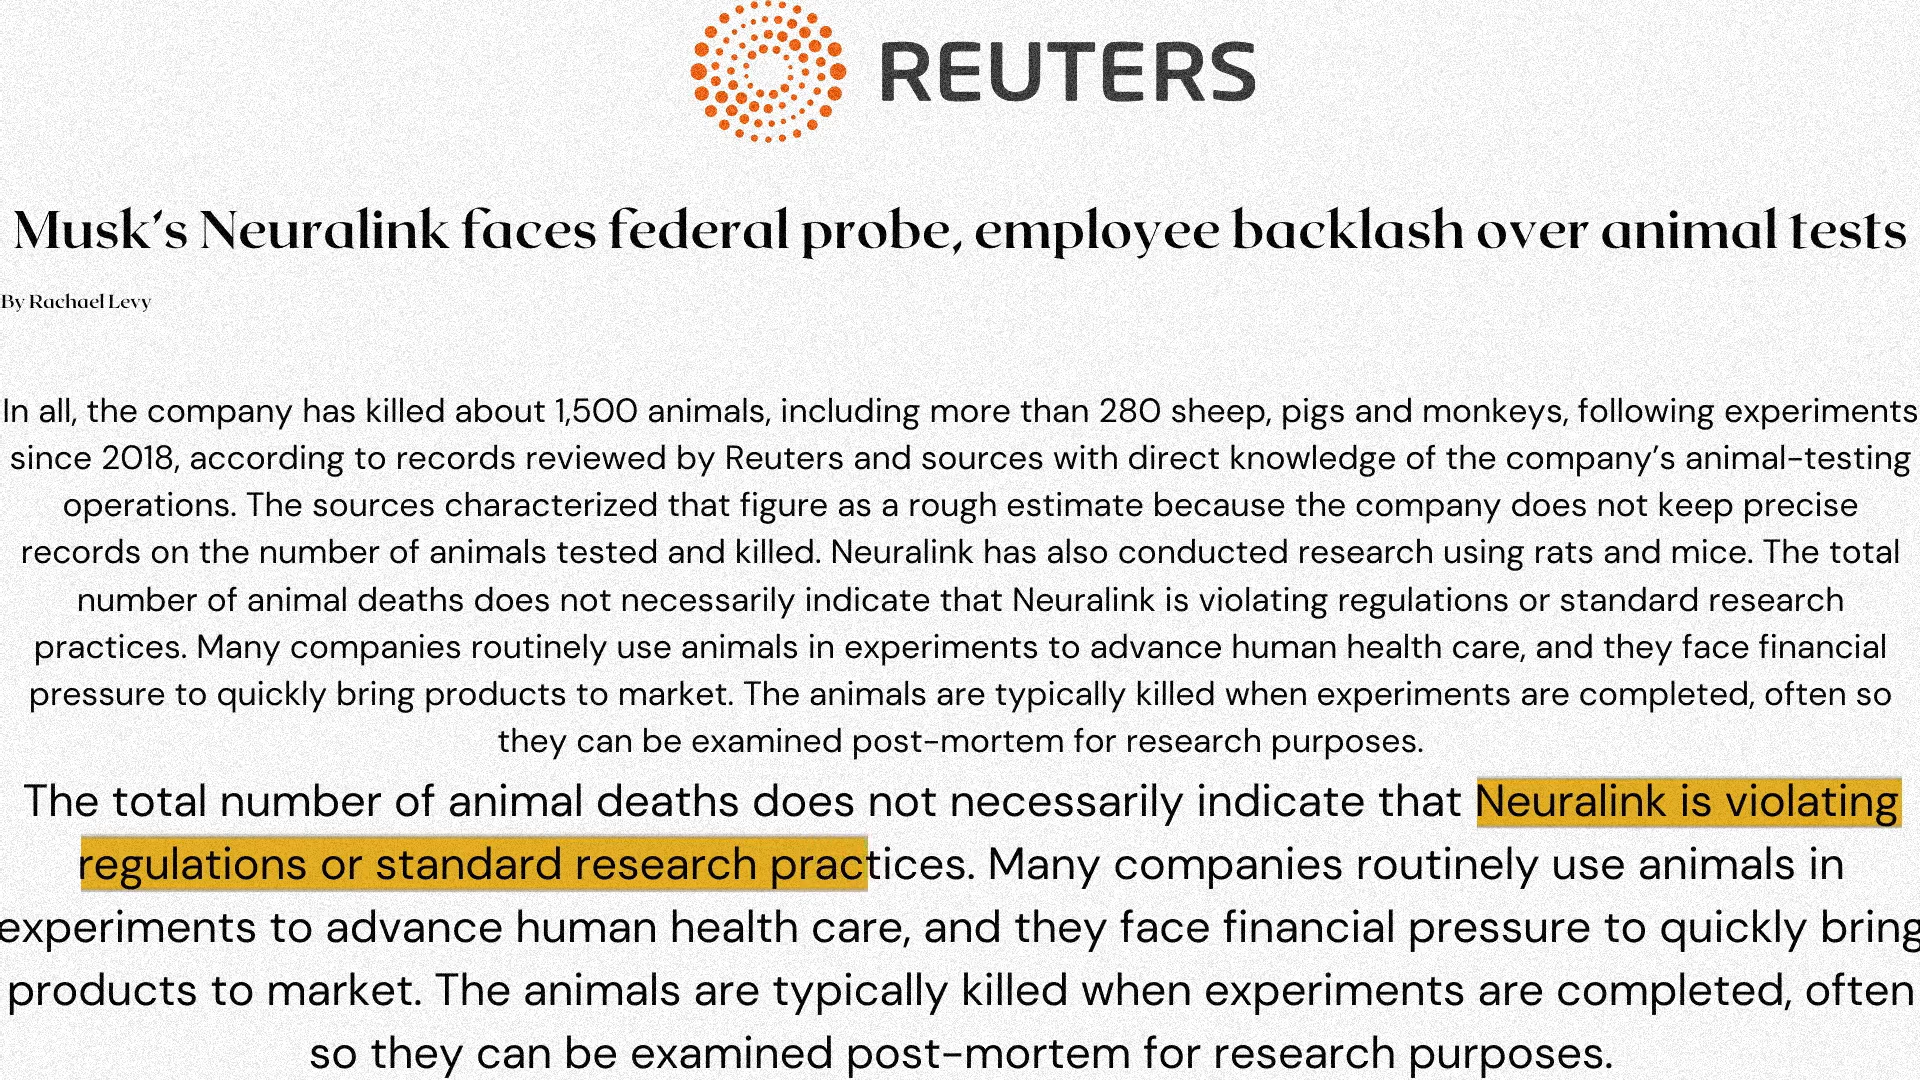 REUTERS
Musk's Neuralink faces federal probe, employee backlash over animal tests
By Rachael Levy
In all, the company has killed about 1,500 animals, including more than 280 sheep, pigs and monkeys, following experiments
since 2018, according to records reviewed by Reuters and sources with direct knowledge of the company's animal-testing
operations. The sources characterized that figure as a rough estimate because the company does not keep precise
records on the number of animals tested and killed. Neuralink has also conducted research using rats and mice. The total
number of animal deaths does not necessarily indicate that Neuralink is violating regulations or standard research
practices. Many companies routinely use animals in experiments to advance human health care, and they face financial
pressure to quickly bring products to market. The animals are typically killed when experiments are completed, often so
they can be examined post-mortem for research purposes.
The total number of animal deaths does not necessarily indicate that Neuralink is violating
regulations or standard research practices. Many companies routinely use animals in
experiments to advance human health care, and they face financial pressure to quickly bring
products to market. The animals are typically killed when experiments are completed, often
so they can be examined post-mortem for research purposes.